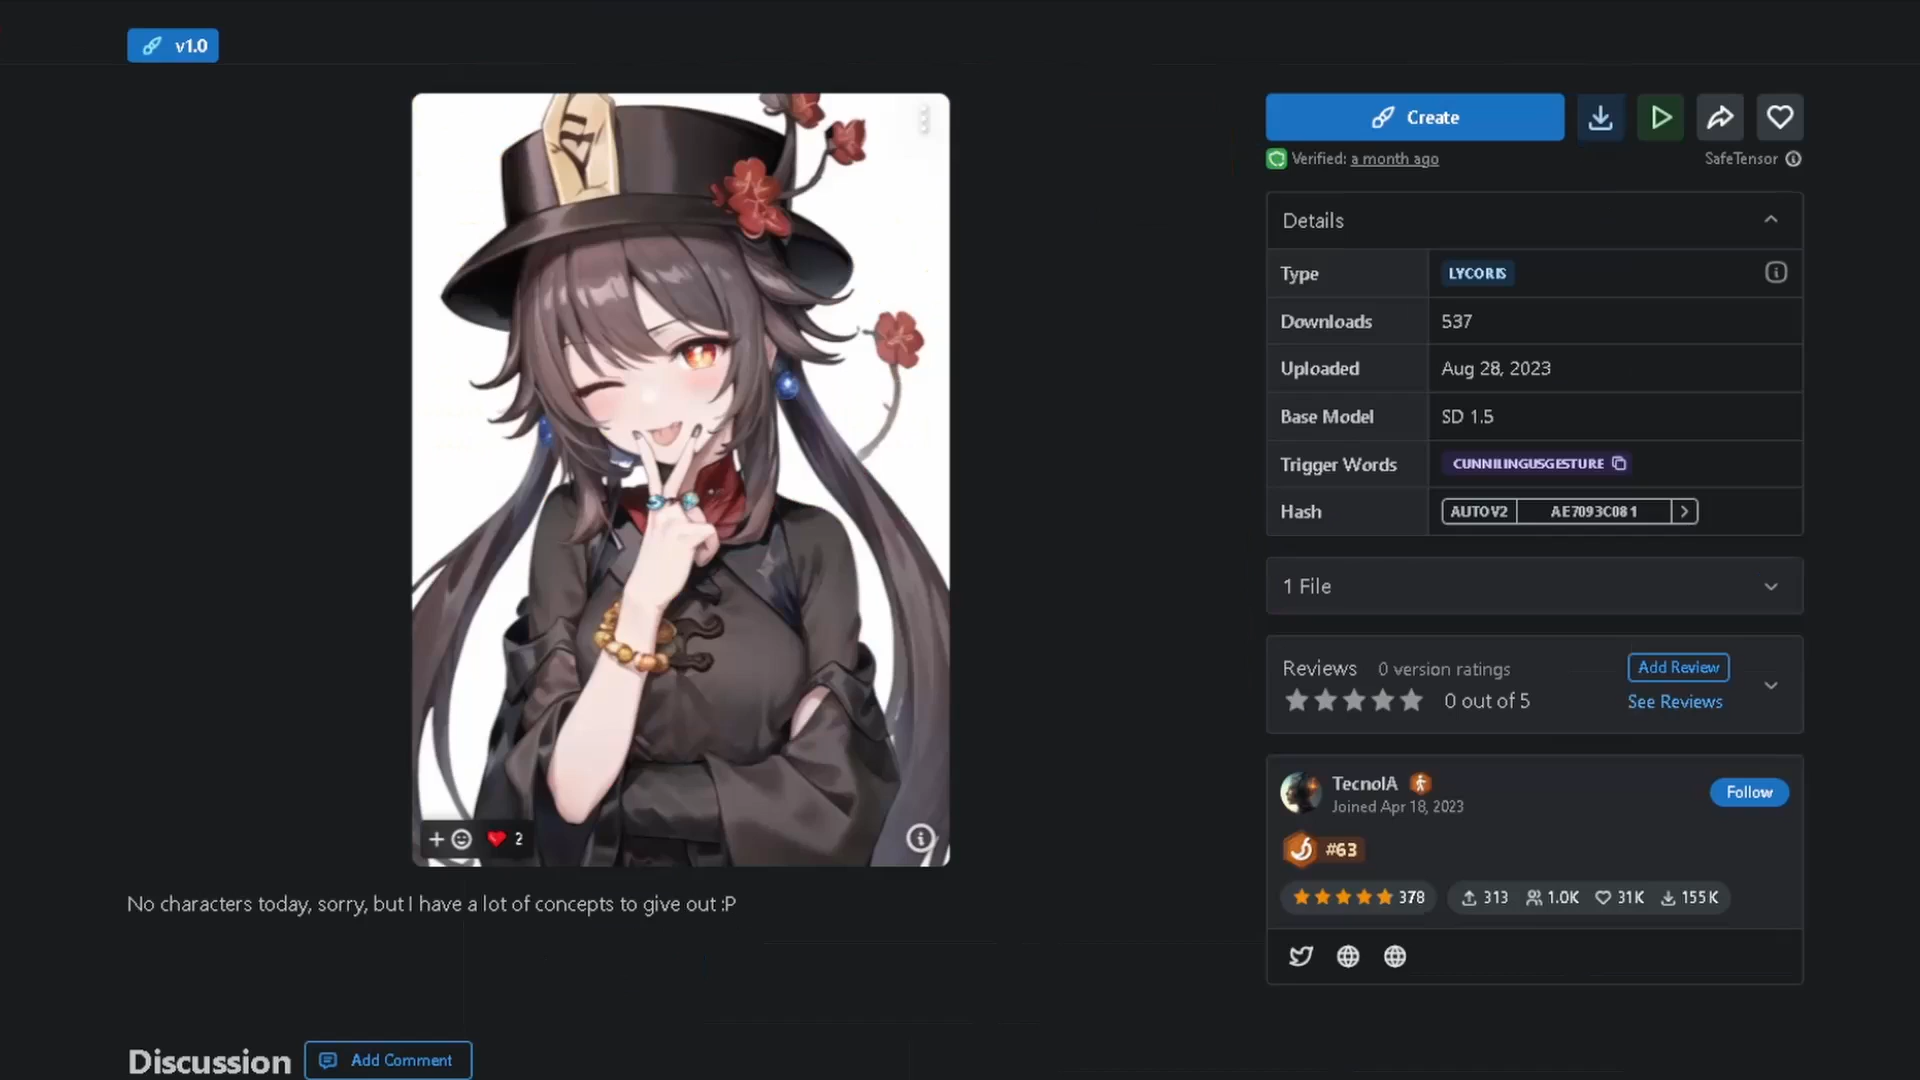 v1.0
Create
Verified: a month ago
SafeTensor
Details
Type
LYCORIS
Downloads
537
Uploaded
Aug 28, 2023
Base Model
SD 1.5
Trigger Words
CUNNILINGUSGESTURE
Hash
AUTOV2
AE7093C081
1 File
Reviews
0 version ratings
Add Review
0 out of 5
See Reviews
TecnoIA
Joined Apr 18, 2023
Follow
#63
2
378
313
1.0K
31K
155K
No characters today, sorry, but I have a lot of concepts to give out :P
Discussion
Add Comment